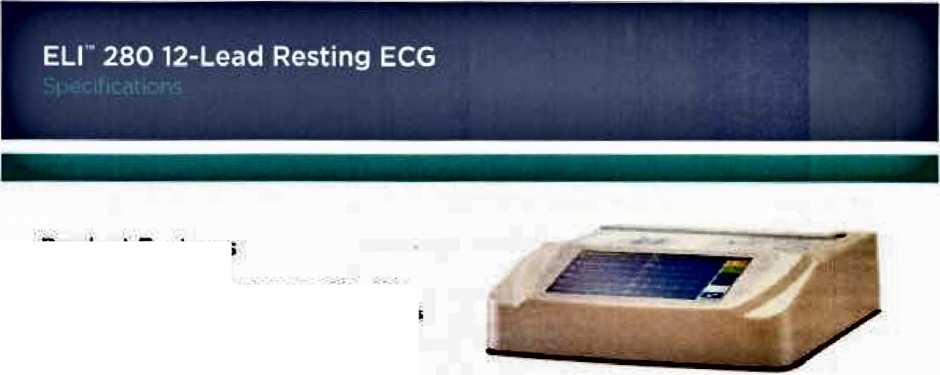 ELI™ 280 12-Lead Resting ECG
Specifications